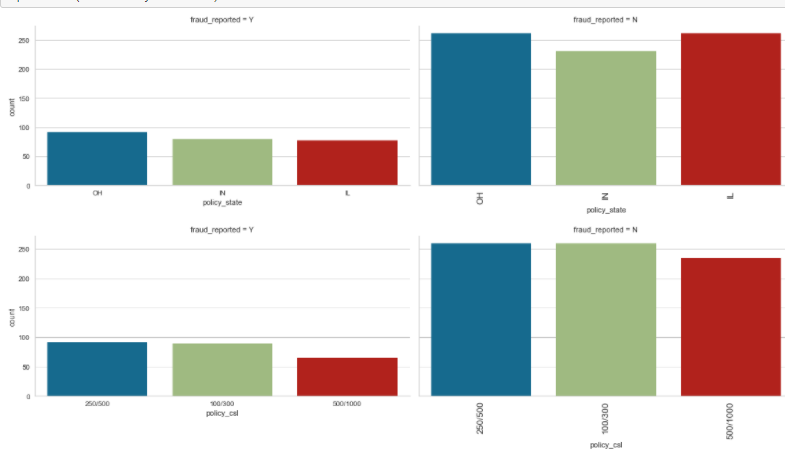 fraud_reported = Y
fraud_reported = N
250
200
150
100
50
0
count
OH
IN
IL
policy_state
OH
IN
IL
policy_state
fraud_reported = Y
fraud_reported = N
250
200
150
100
50
0
count
250/500
100/300
500/1000
policy_csl
250/500
100/300
500/1000
policy_csl